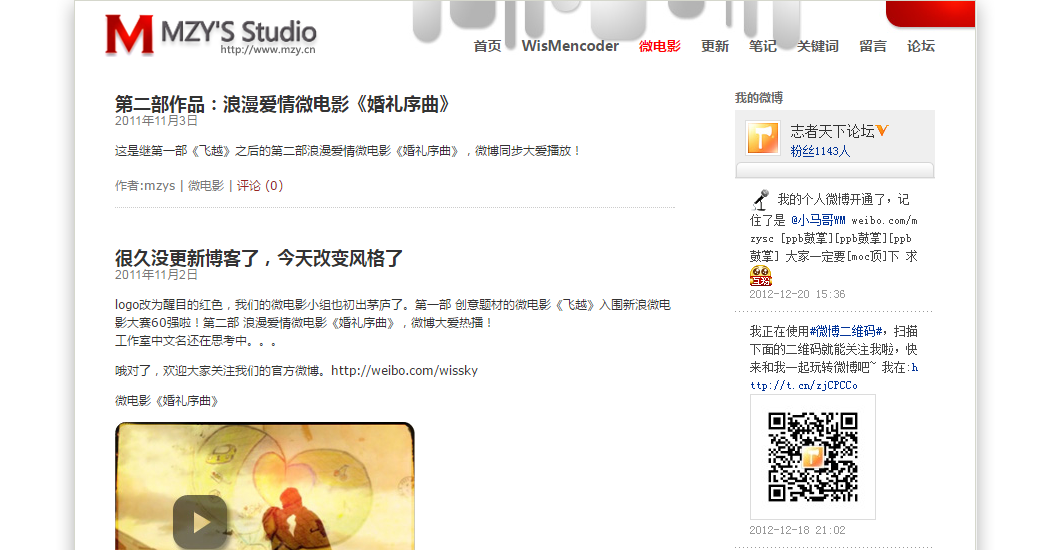 M MZY'S Studio
http://www.mzy.cn
首页 WisMencoder 微电影 更新 笔记 关键词 留言 论坛
第二部作品：浪漫爱情微电影《婚礼序曲》
2011年11月3日
这是继第一部《飞越》之后的第二部浪漫爱情微电影《婚礼序曲》，微博同步大爱播放！
作者:mzys | 微电影 | 评论 (0)
很久没更新博客了，今天改变风格了
2011年11月2日
logo改为醒目的红色，我们的微电影小组也初出茅庐了。第一部 创意题材的微电影《飞越》入围新浪微电
影大赛60强啦！第二部 浪漫爱情微电影《婚礼序曲》，微博大爱热播！
工作室中文名还在思考中。。。
哦对了，欢迎大家关注我们的官方微博。http://weibo.com/wissky
微电影《婚礼序曲》
我的微博
志者天下论坛
粉丝1143人
我的个人微博开通了，记
住了是 @小马哥WM weibo.com/m
zysc [ppb鼓掌][ppb鼓掌][ppb
鼓掌] 大家一定要[moc顶]下 求
互粉
2012-12-20 15:36
我正在使用#微博二维码#，扫描
下面的二维码就能关注我啦，快
来和我一起玩转微博吧~ 我在:h
ttp://t.cn/zjCPCCo
2012-12-18 21:02